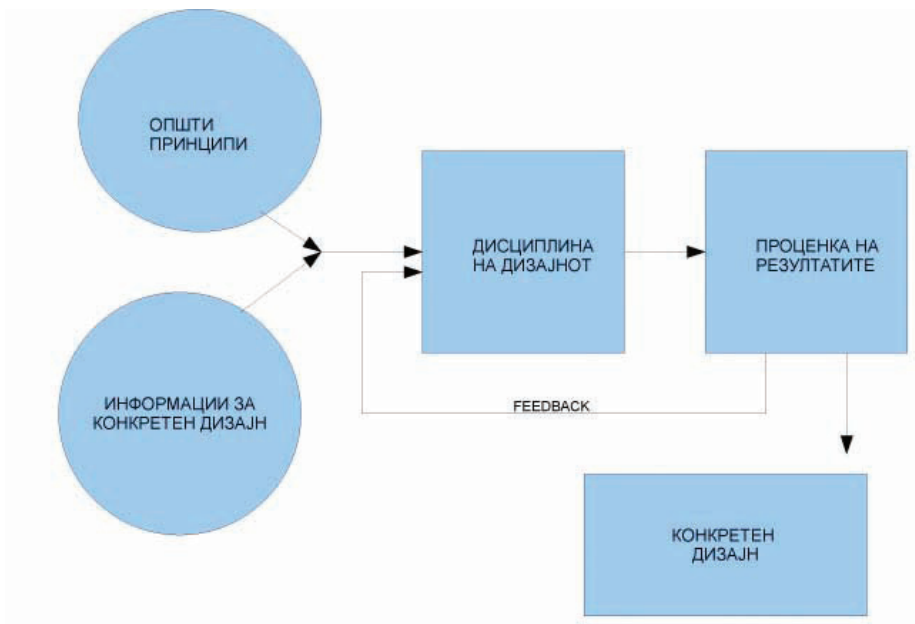 ОПШТИ
ПРИНЦИПИ
ДИСЦИПЛИНА
НА ДИЗАЈНОТ
ПРОЦЕНКА НА
РЕЗУЛТАТИТЕ
ИНФОРМАЦИИ ЗА
КОНКРЕТЕН ДИЗАЈН
FEEDBACK
КОНКРЕТЕН
ДИЗАЈН